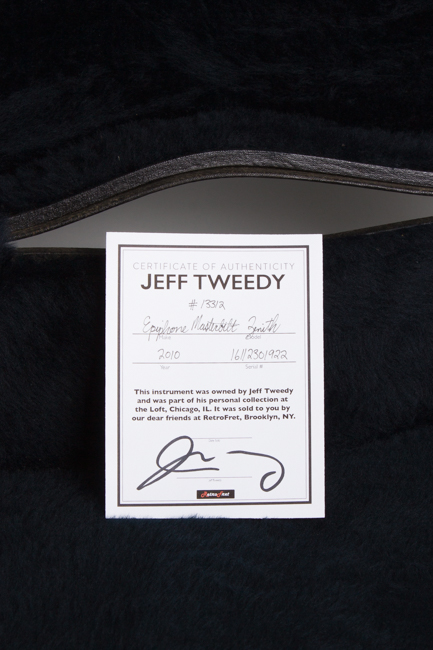 CERTIFICATE OF AUTHENTICITY
JEFF TWEEDY
#13312
Epiphone Masterbilt Zenith
Make Model
2010 16112301922
Year Serial #
This instrument was owned by Jeff Tweedy
and was part of his personal collection at
the Loft, Chicago, IL. It was sold to you by
our dear friends at RetroFret, Brooklyn, NY.
RetroFret